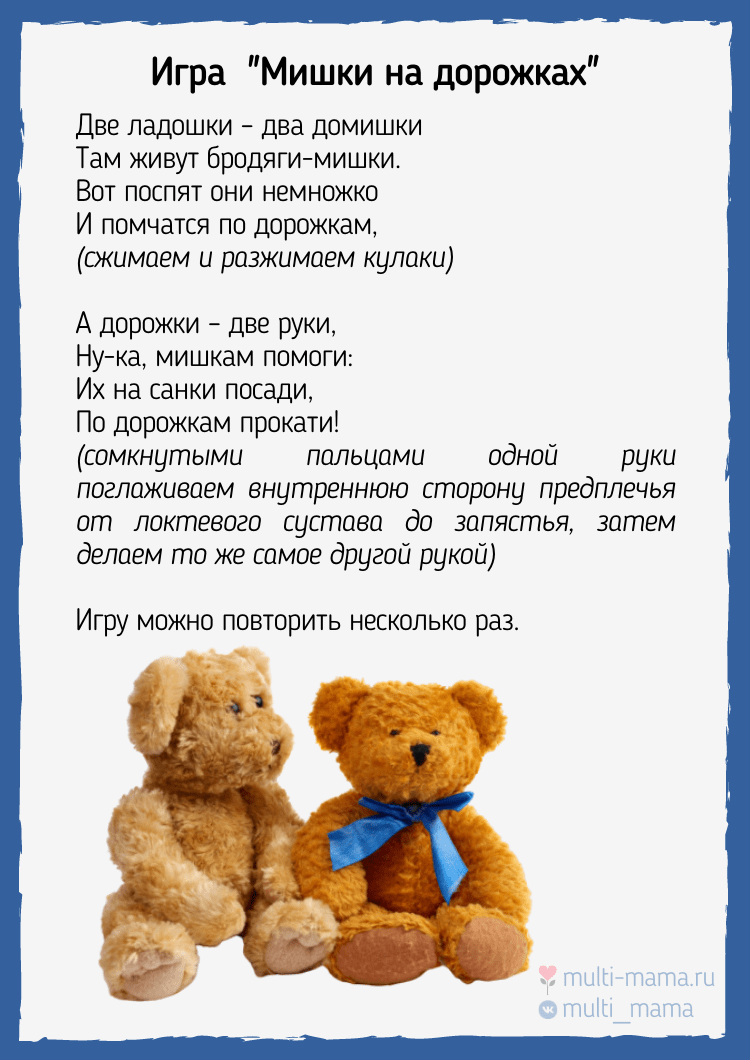 Игра "Мишки на дорожках"
Две ладошки – два домишки
Там живут бродяги-мишки.
Вот поспят они немножко
И помчатся по дорожкам,
(сжимаем и разжимаем кулаки)
А дорожки – две руки,
Ну-ка, мишкам помоги:
Их на санки посади,
По дорожкам прокати!
(сомкнутыми пальцами одной руки
поглаживаем внутреннюю сторону предплечья
от локтевого сустава до запястья, затем
делаем то же самое другой рукой)
Игру можно повторить несколько раз.
multi-mama.ru
multi_mama